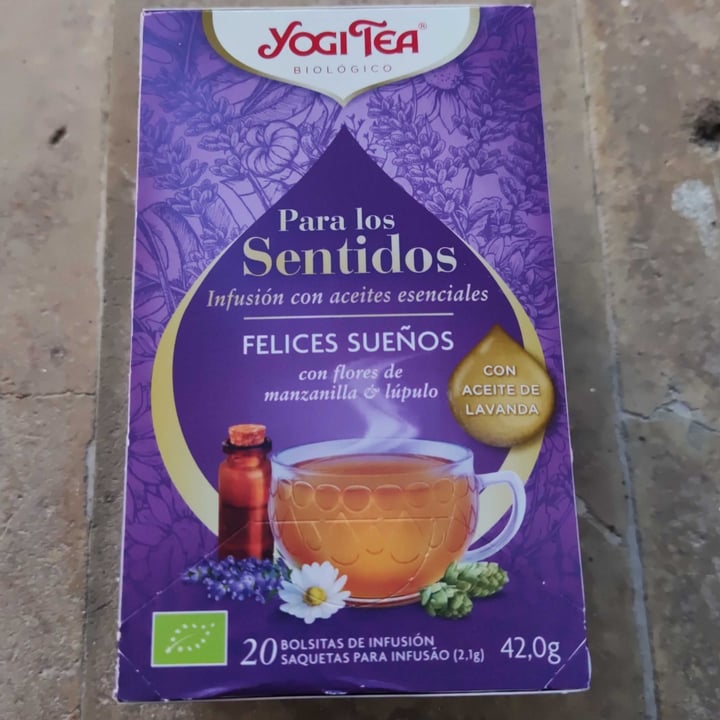 YOGI TEA®
BIOLÓGICO
Para los
Sentidos
Infusión con aceites esenciales
FELICES SUEÑOS
con flores de
manzanilla & lúpulo
CON
ACEITE DE
LAVANDA
20 BOLSITAS DE INFUSIÓN
SAQUETAS PARA INFUSÃO (2,1g)
42,0g